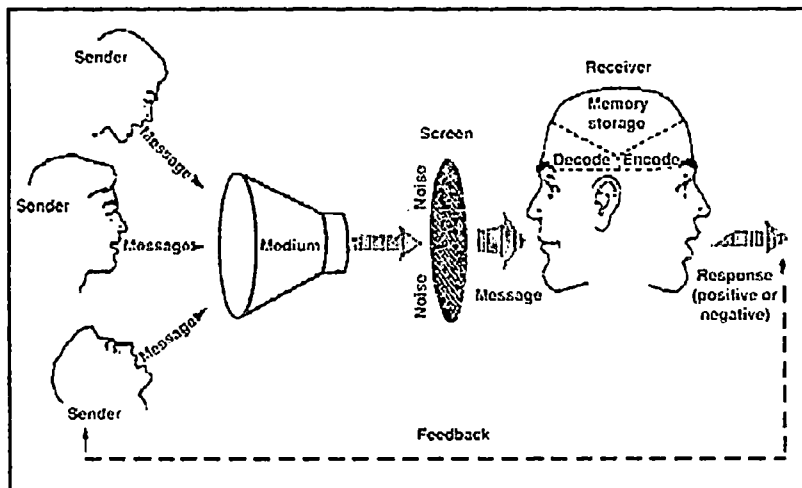 Sender
Message
Sender
Messages
Message
Sender
Medium
Screen
Noise
Noise
Message
Receiver
Memory
storage
Decode Encode
Response
(positive or
negative)
Feedback